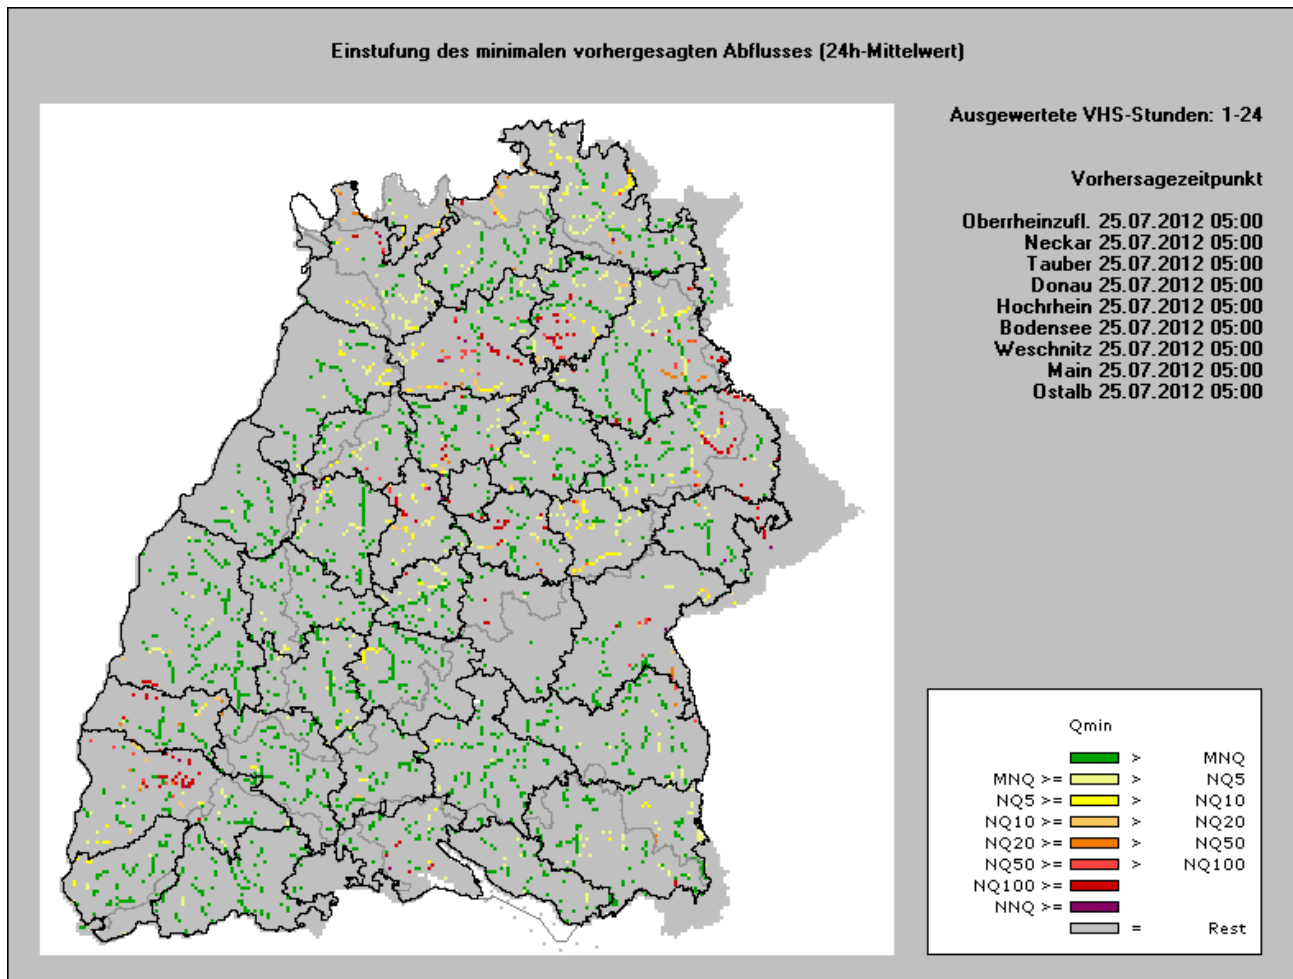 Einstufung des minimalen vorhergesagten Abflusses (24h-Mittelwert)
Ausgewertete VHS-Stunden: 1-24
Vorhersagezeitpunkt
Oberrheinzufl. 25.07.2012 05:00
Neckar 25.07.2012 05:00
Tauber 25.07.2012 05:00
Donau 25.07.2012 05:00
Hochrhein 25.07.2012 05:00
Bodensee 25.07.2012 05:00
Weschnitz 25.07.2012 05:00
Main 25.07.2012 05:00
Ostalb 25.07.2012 05:00
Qmin
> MNQ
MNQ >= > NQ5
NQ5 >= > NQ10
NQ10 >= > NQ20
NQ20 >= > NQ50
NQ50 >= > NQ100
NQ100 >=
NNQ >=
= Rest